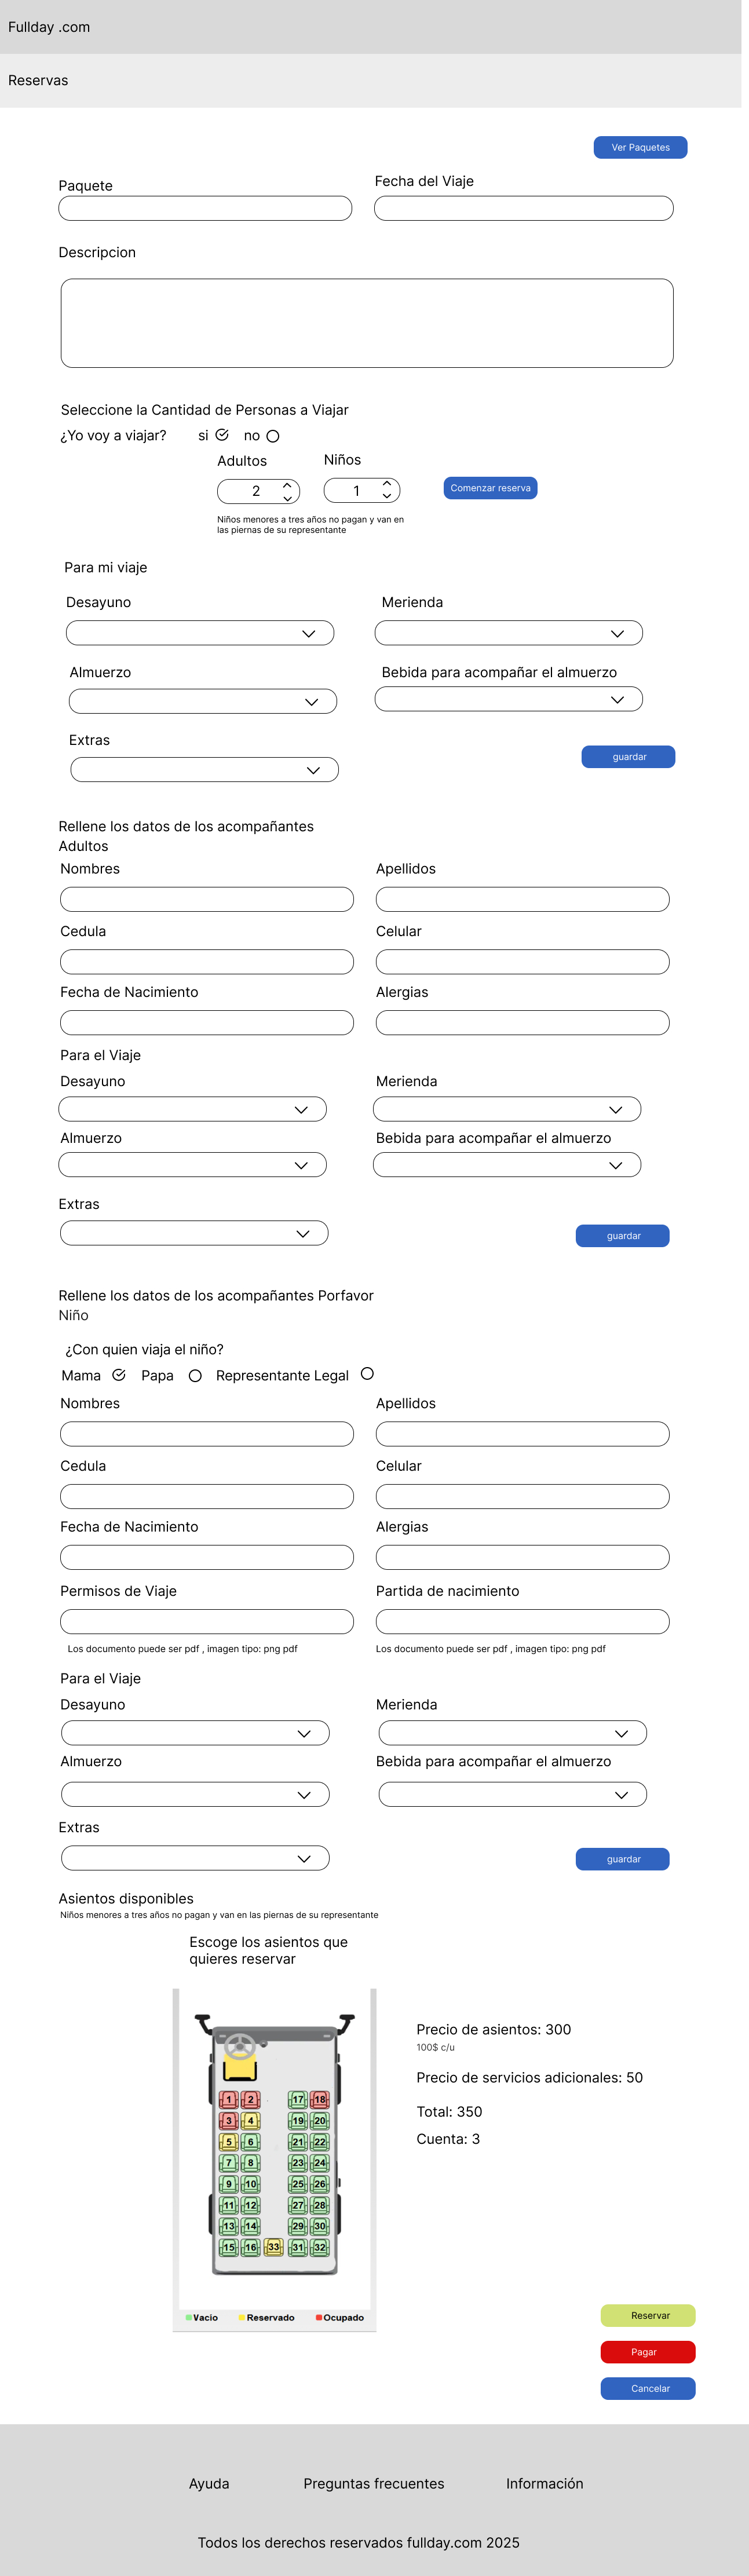 Fullday .com
Reservas
Ver Paquetes
Paquete
Fecha del Viaje
Descripcion
Seleccione la Cantidad de Personas a Viajar
¿Yo voy a viajar? si no
Adultos
Niños
2
1
Comenzar reserva
Niños menores a tres años no pagan y van en
las piernas de su representante
Para mi viaje
Desayuno
Merienda
Almuerzo
Bebida para acompañar el almuerzo
Extras
guardar
Rellene los datos de los acompañantes
Adultos
Nombres
Apellidos
Cedula
Celular
Fecha de Nacimiento
Alergias
Para el Viaje
Desayuno
Merienda
Almuerzo
Bebida para acompañar el almuerzo
Extras
guardar
Rellene los datos de los acompañantes Porfavor
Niño
¿Con quien viaja el niño?
Mama Papa Representante Legal
Nombres
Apellidos
Cedula
Celular
Fecha de Nacimiento
Alergias
Permisos de Viaje
Partida de nacimiento
Los documento puede ser pdf , imagen tipo: png pdf
Los documento puede ser pdf , imagen tipo: png pdf
Para el Viaje
Desayuno
Merienda
Almuerzo
Bebida para acompañar el almuerzo
Extras
guardar
Asientos disponibles
Niños menores a tres años no pagan y van en las piernas de su representante
Escoge los asientos que
quieres reservar
1 2 17 18
3 4 19 20
5 6 21 22
7 8 23 24
9 10 25 26
11 12 27 28
13 14 29 30
15 16 33 31 32
Vacio Reservado Ocupado
Precio de asientos: 300
100$ c/u
Precio de servicios adicionales: 50
Total: 350
Cuenta: 3
Reservar
Pagar
Cancelar
Ayuda
Preguntas frecuentes
Información
Todos los derechos reservados fullday.com 2025